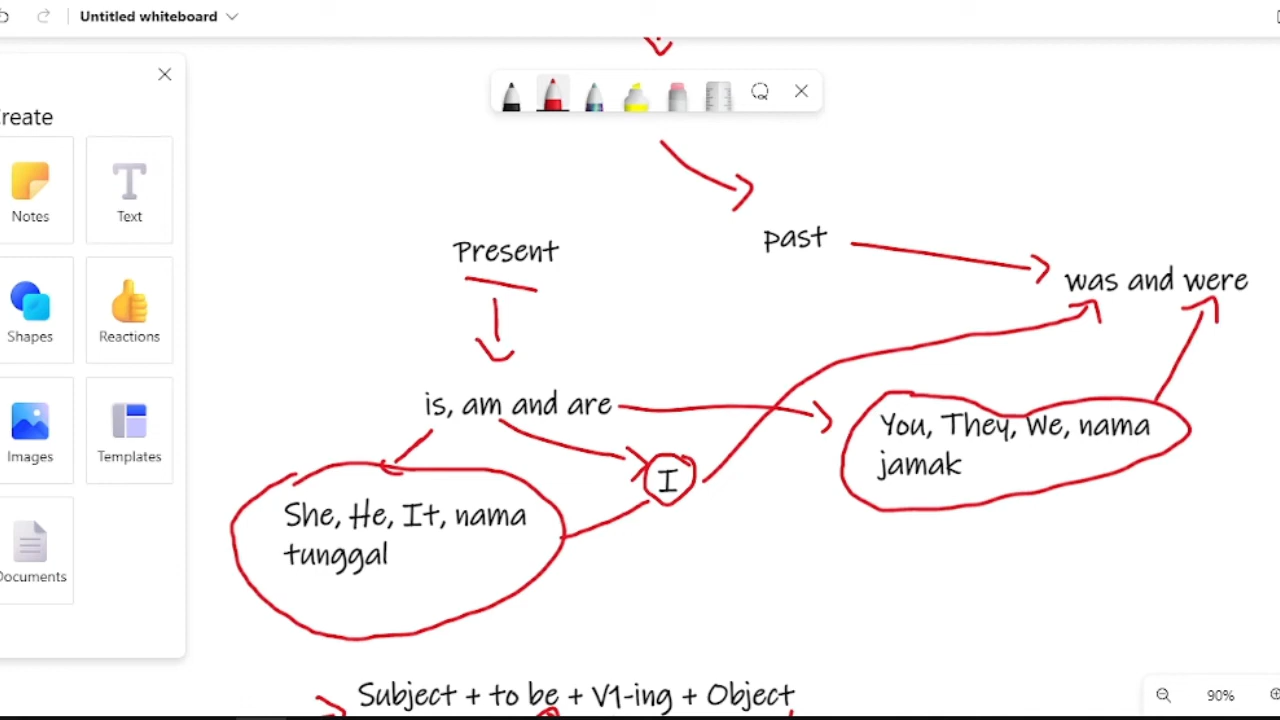 Untitled whiteboard
reate
Notes
Text
Shapes
Reactions
Images
Templates
Documents
Present
past
was and were
is, am and are
You, They, We, nama
jamak
I
She, He, It, nama
tunggal
Subject + to be + V1-ing + Object
90%